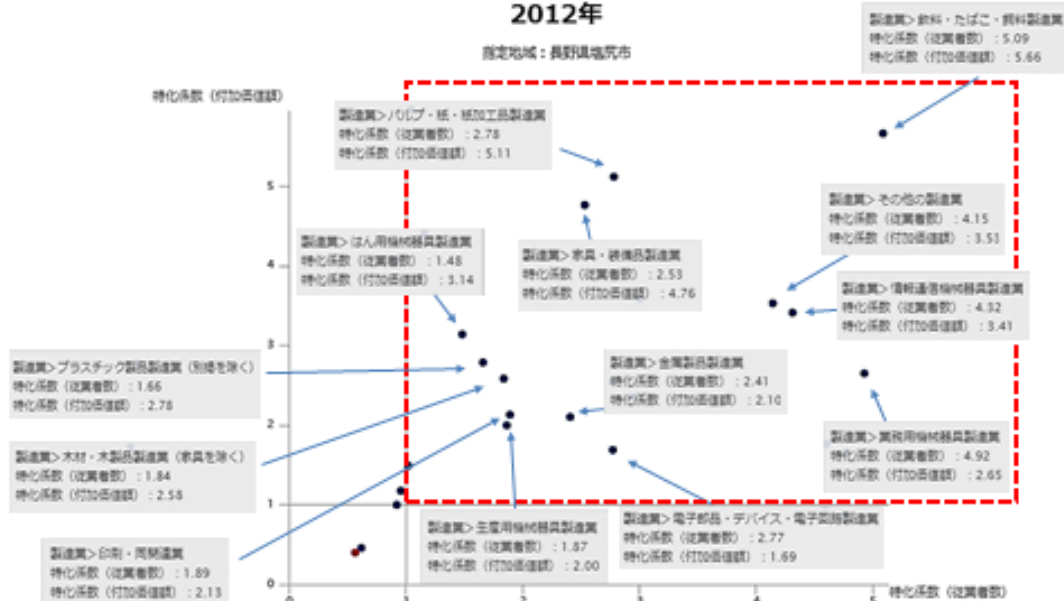 2012年
指定地域：長野県塩尻市
製造業>飲料・たばこ・飼料製造業
特化係数（従業者数）：5.09
特化係数（付加価値額）：5.66
特化係数（付加価値額）
製造業>パルプ・紙・紙加工品製造業
特化係数（従業者数）：2.78
特化係数（付加価値額）：5.11
製造業>その他の製造業
特化係数（従業者数）：4.15
特化係数（付加価値額）：3.53
製造業>はん用機械器具製造業
特化係数（従業者数）：1.48
特化係数（付加価値額）：3.14
製造業>家具・装備品製造業
特化係数（従業者数）：2.53
特化係数（付加価値額）：4.76
製造業>情報通信機械器具製造業
特化係数（従業者数）：4.32
特化係数（付加価値額）：3.41
製造業>プラスチック製品製造業（別掲を除く）
特化係数（従業者数）：1.66
特化係数（付加価値額）：2.78
製造業>金属製品製造業
特化係数（従業者数）：2.41
特化係数（付加価値額）：2.10
製造業>業務用機械器具製造業
特化係数（従業者数）：4.92
特化係数（付加価値額）：2.65
製造業>木材・木製品製造業（家具を除く）
特化係数（従業者数）：1.84
特化係数（付加価値額）：2.58
製造業>生産用機械器具製造業
特化係数（従業者数）：1.87
特化係数（付加価値額）：2.00
製造業>電子部品・デバイス・電子回路製造業
特化係数（従業者数）：2.77
特化係数（付加価値額）：1.69
製造業>印刷・同関連業
特化係数（従業者数）：1.89
特化係数（付加価値額）：2.13
5
4
3
2
1
0
0 1 2 3 4 5
特化係数（従業者数）